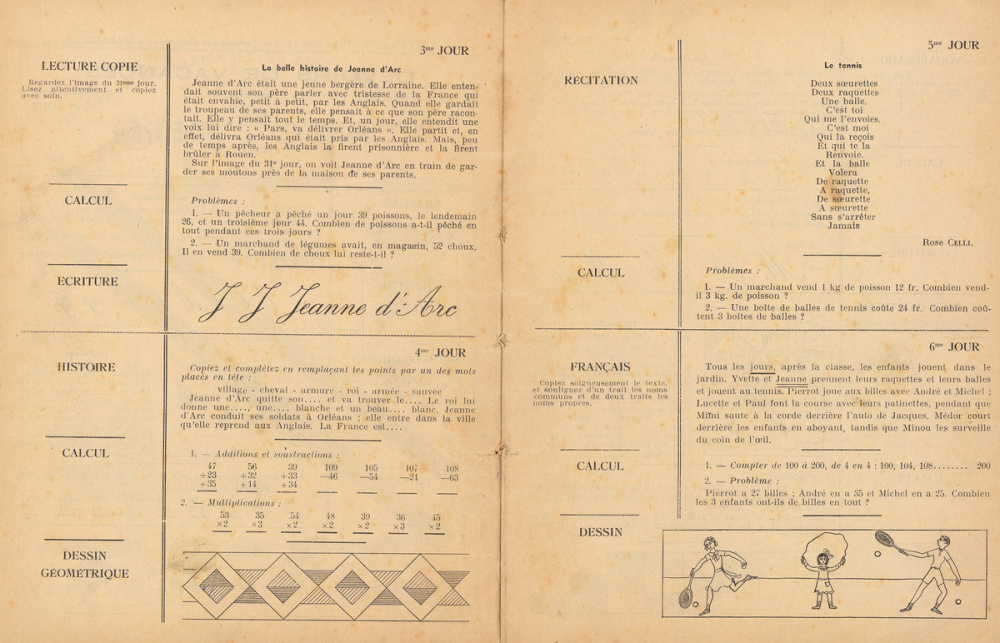 3me JOUR
LECTURE COPIE
Regardez l'image du 31ème jour.
Lisez attentivement et copiez
avec soin.
La belle histoire de Jeanne d'Arc
Jeanne d'Arc était une jeune bergère de Lorraine. Elle enten-
dait souvent son père parler avec tristesse de la France qui
était envahie, petit à petit, par les Anglais. Quand elle gardait
le troupeau de ses parents, elle pensait à ce que son père racon-
tait. Elle y pensait tout le temps. Et, un jour, elle entendit une
voix lui dire : « Pars, va délivrer Orléans ». Elle partit et, en
effet, délivra Orléans qui était pris par les Anglais. Mais, peu
de temps après, les Anglais la firent prisonnière et la firent
brûler à Rouen.
Sur l'image du 31e jour, on voit Jeanne d'Arc en train de gar-
der ses moutons près de la maison de ses parents.
CALCUL
Problèmes :
1. — Un pêcheur a pêché un jour 39 poissons, le lendemain
26, et un troisième jour 44. Combien de poissons a-t-il pêché en
tout pendant ces trois jours ?
2. — Un marchand de légumes avait, en magasin, 52 choux.
Il en vend 39. Combien de choux lui reste-t-il ?
ECRITURE
J J Jeanne d'Arc
4me JOUR
HISTOIRE
Copiez et complétez en remplaçant les points par un des mots
placés en tête :
village - cheval - armure - roi - armée - sauvée
Jeanne d'Arc quitte son.... et va trouver le.... Le roi lui
donne une...., une.... blanche et un beau.... blanc. Jeanne
d'Arc conduit ses soldats à Orléans ; elle entre dans la ville
qu'elle reprend aux Anglais. La France est....
CALCUL
1. — Additions et soustractions :
47 56 39 109 105 107 108
+23 +32 +33 —46 —54 —21 —63
+35 +14 +34
2. — Multiplications :
53 35 54 48 39 36 45
×2 ×3 ×2 ×2 ×2 ×3 ×2
DESSIN
GÉOMÉTRIQUE
5me JOUR
RÉCITATION
Le tennis
Deux sœurettes
Deux raquettes
Une balle.
C'est toi
Qui me l'envoies.
C'est moi
Qui la reçois
Et qui te la
Renvoie.
Et la balle
Volera
De raquette
A raquette,
De sœurette
A sœurette
Sans s'arrêter
Jamais
Rose CELLI.
CALCUL
Problèmes :
1. — Un marchand vend 1 kg de poisson 12 fr. Combien vend-
il 3 kg. de poisson ?
2. — Une boîte de balles de tennis coûte 24 fr. Combien coû-
tent 3 boîtes de balles ?
6me JOUR
FRANÇAIS
Copiez soigneusement le texte,
et soulignez d'un trait les noms
communs et de deux traits les
noms propres.
Tous les jours, après la classe, les enfants jouent dans le
jardin. Yvette et Jeanne prennent leurs raquettes et leurs balles
et jouent au tennis. Pierrot joue aux billes avec André et Michel ;
Lucette et Paul font la course avec leurs patinettes, pendant que
Mimi saute à la corde derrière l'auto de Jacques. Médor court
derrière les enfants en aboyant, tandis que Minou les surveille
du coin de l'œil.
CALCUL
1. — Compter de 100 à 200, de 4 en 4 : 100, 104, 108........ 200
2. — Problème :
Pierrot a 27 billes ; André en a 35 et Michel en a 25. Combien
les 3 enfants ont-ils de billes en tout ?
DESSIN